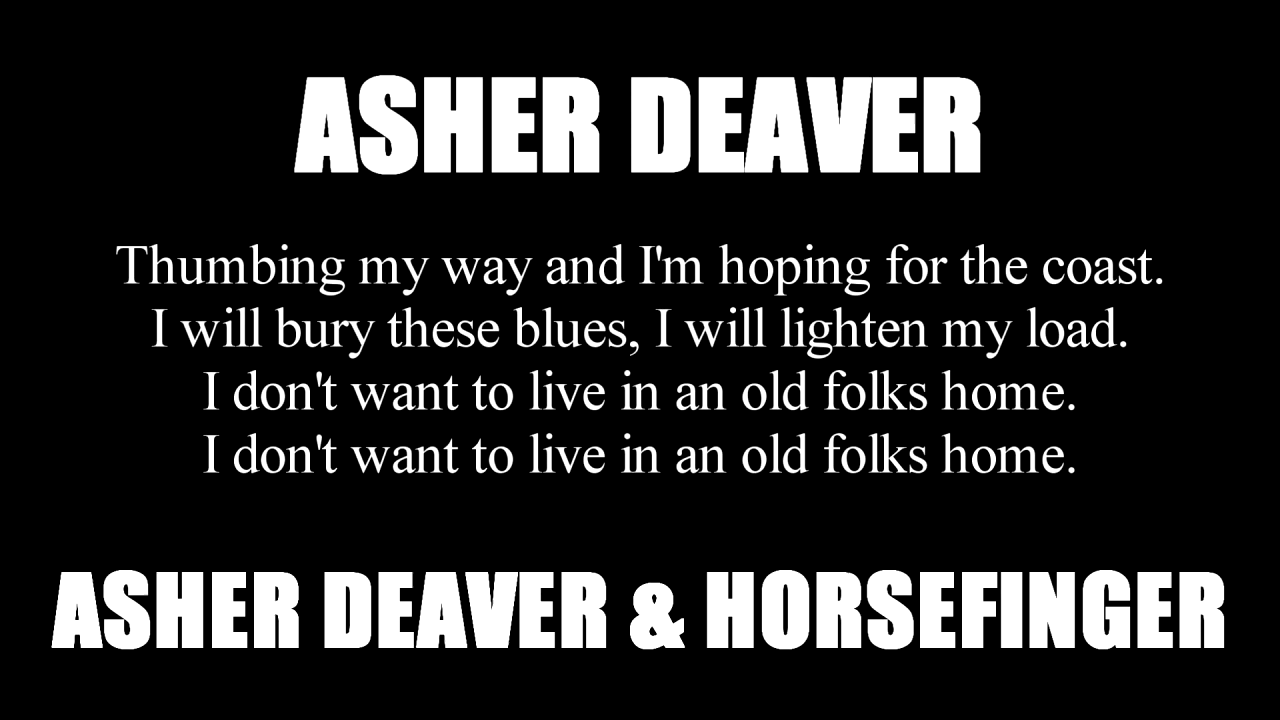 ASHER DEAVER
Thumbing my way and I'm hoping for the coast.
I will bury these blues, I will lighten my load.
I don't want to live in an old folks home.
I don't want to live in an old folks home.
ASHER DEAVER & HORSEFINGER